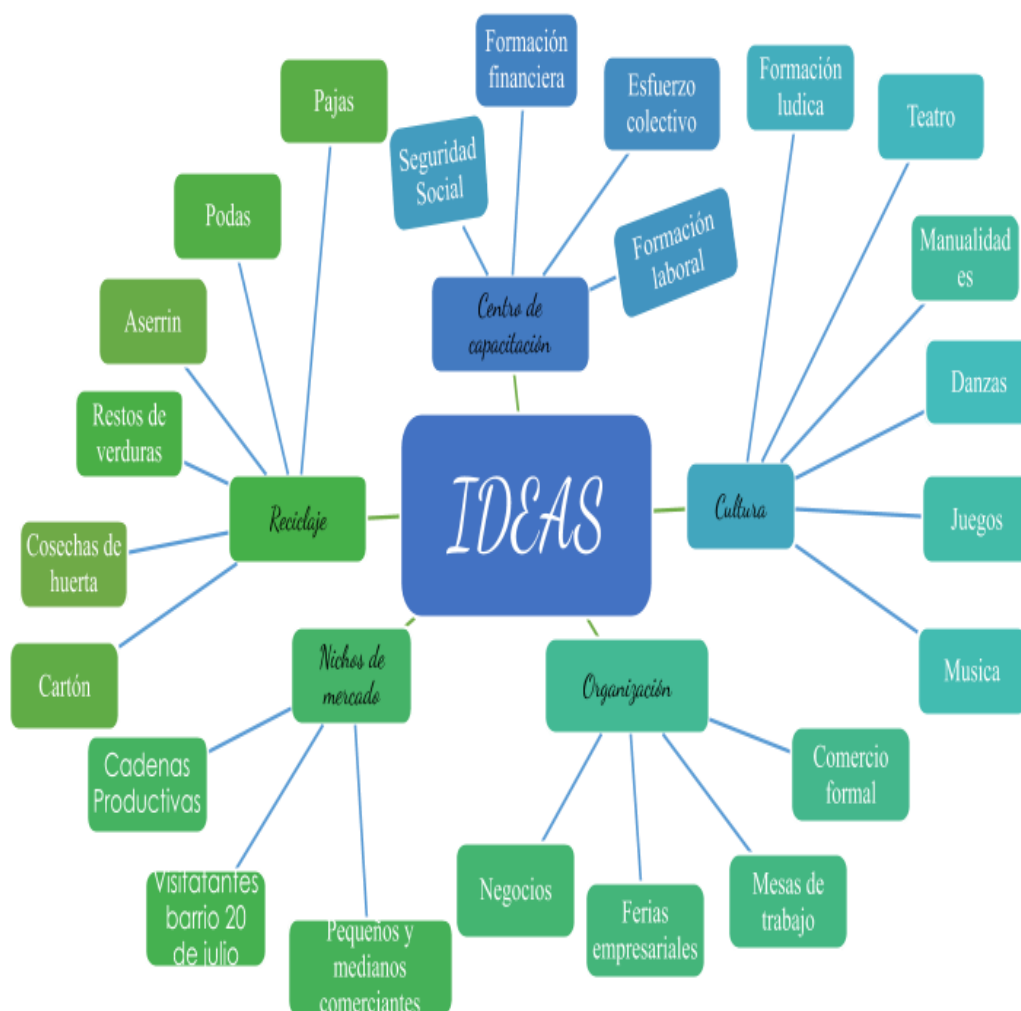 Formación
financiera
Esfuerzo
colectivo
Seguridad
Social
Formación
laboral
Centro de
capacitación
Formación
ludica
Teatro
Manualidad
es
Danzas
Juegos
Musica
Cultura
Pajas
Podas
Aserrin
Restos de
verduras
Cosechas de
huerta
Cartón
Reciclaje
IDEAS
Nichos de
mercado
Cadenas
Productivas
Visitatantes
barrio 20
de julio
Pequeños y
medianos
comerciantes
Organización
Comercio
formal
Mesas de
trabajo
Ferias
empresariales
Negocios